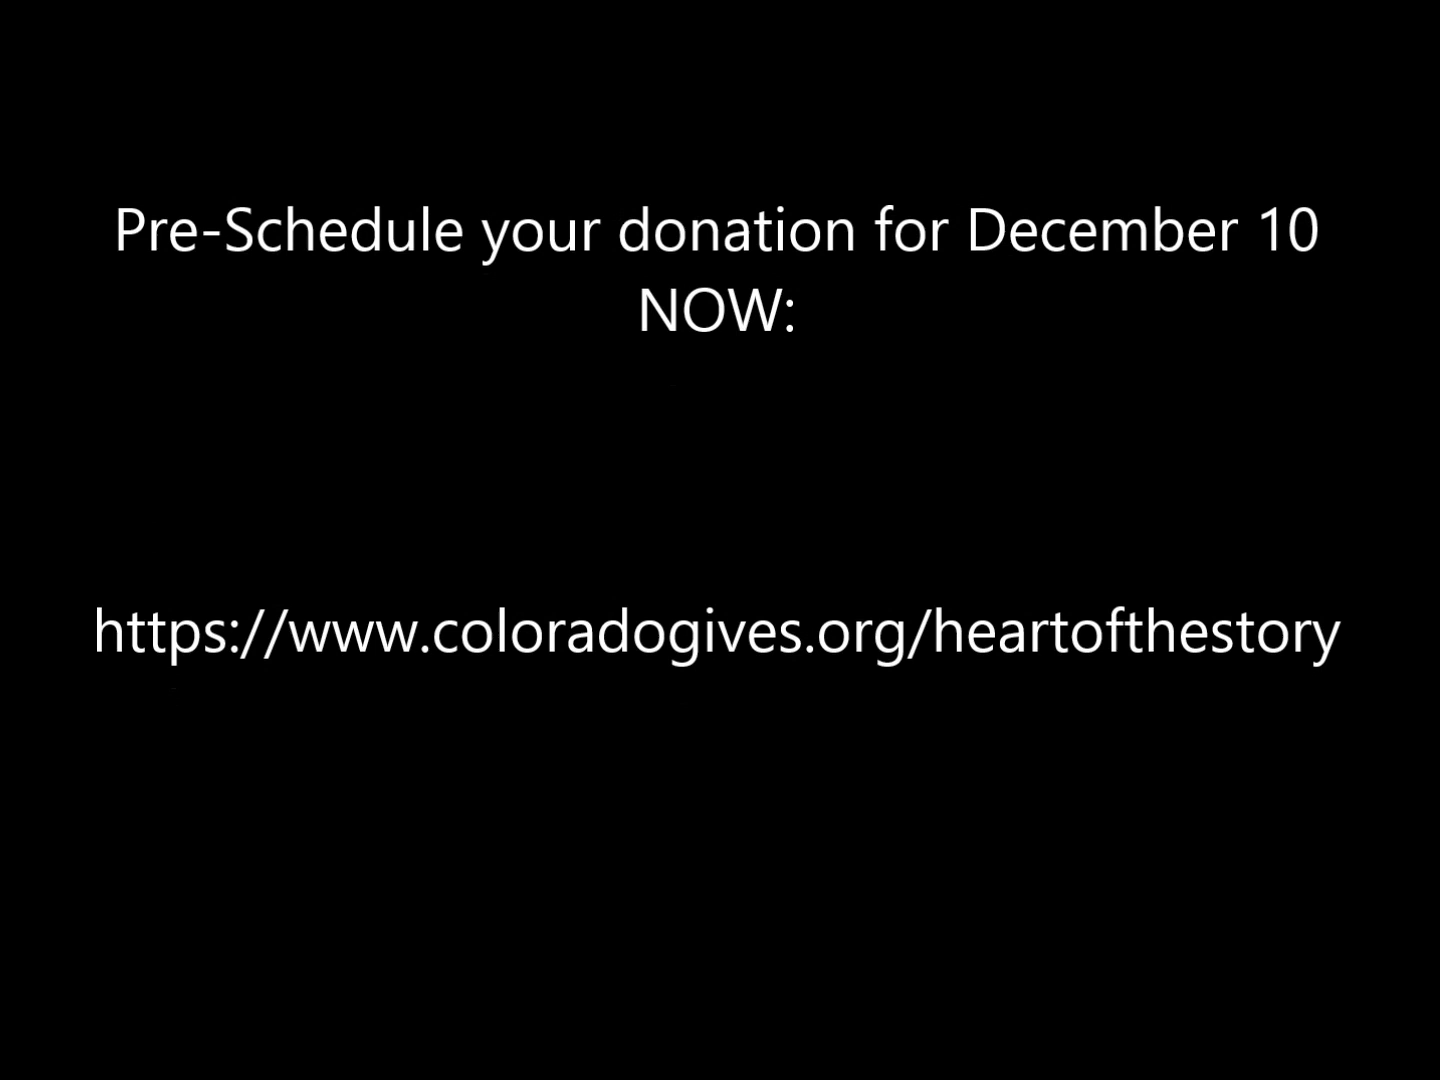 Pre-Schedule your donation for December 10
NOW:
https://www.coloradogives.org/heartofthestory